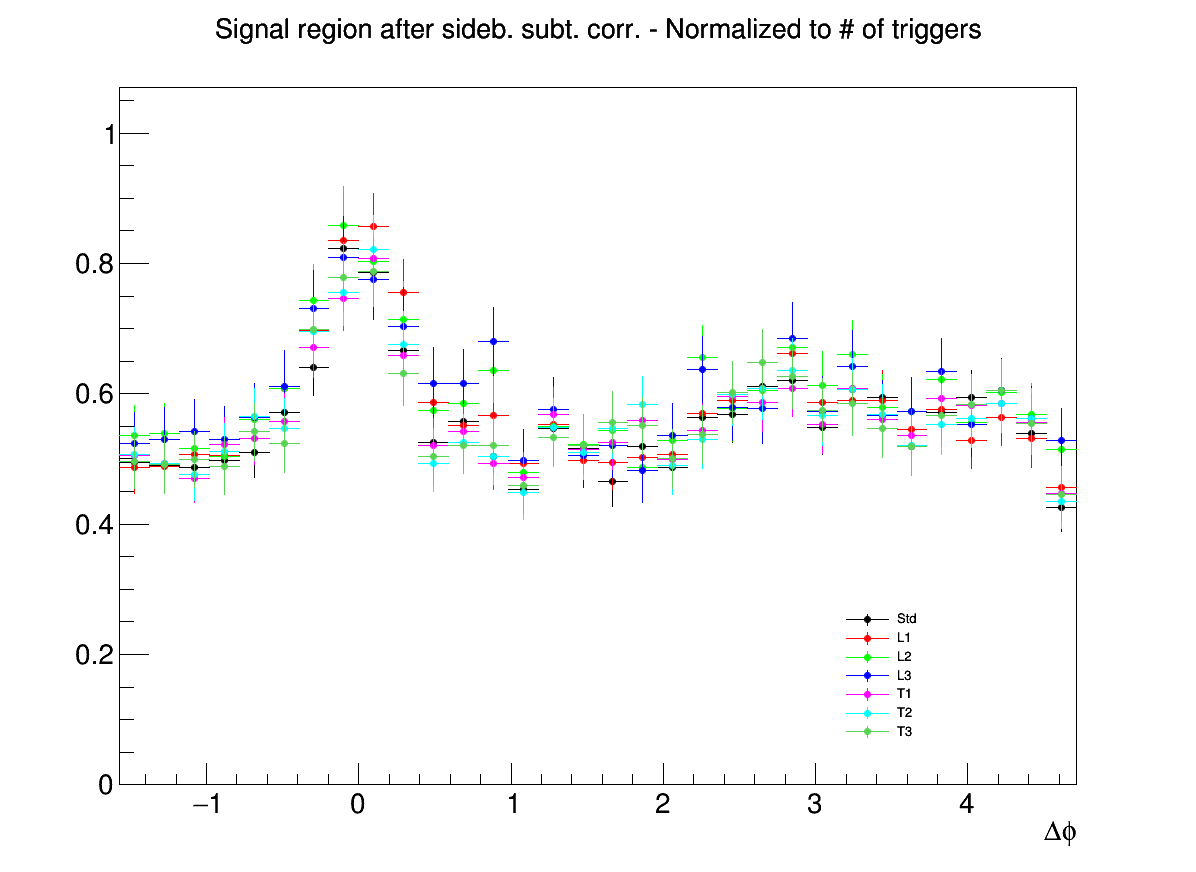 Signal region after sideb. subt. corr. - Normalized to # of triggers
1
0.8
0.6
0.4
0.2
0
−1 0 1 2 3 4
Δϕ
Std
L1
L2
L3
T1
T2
T3